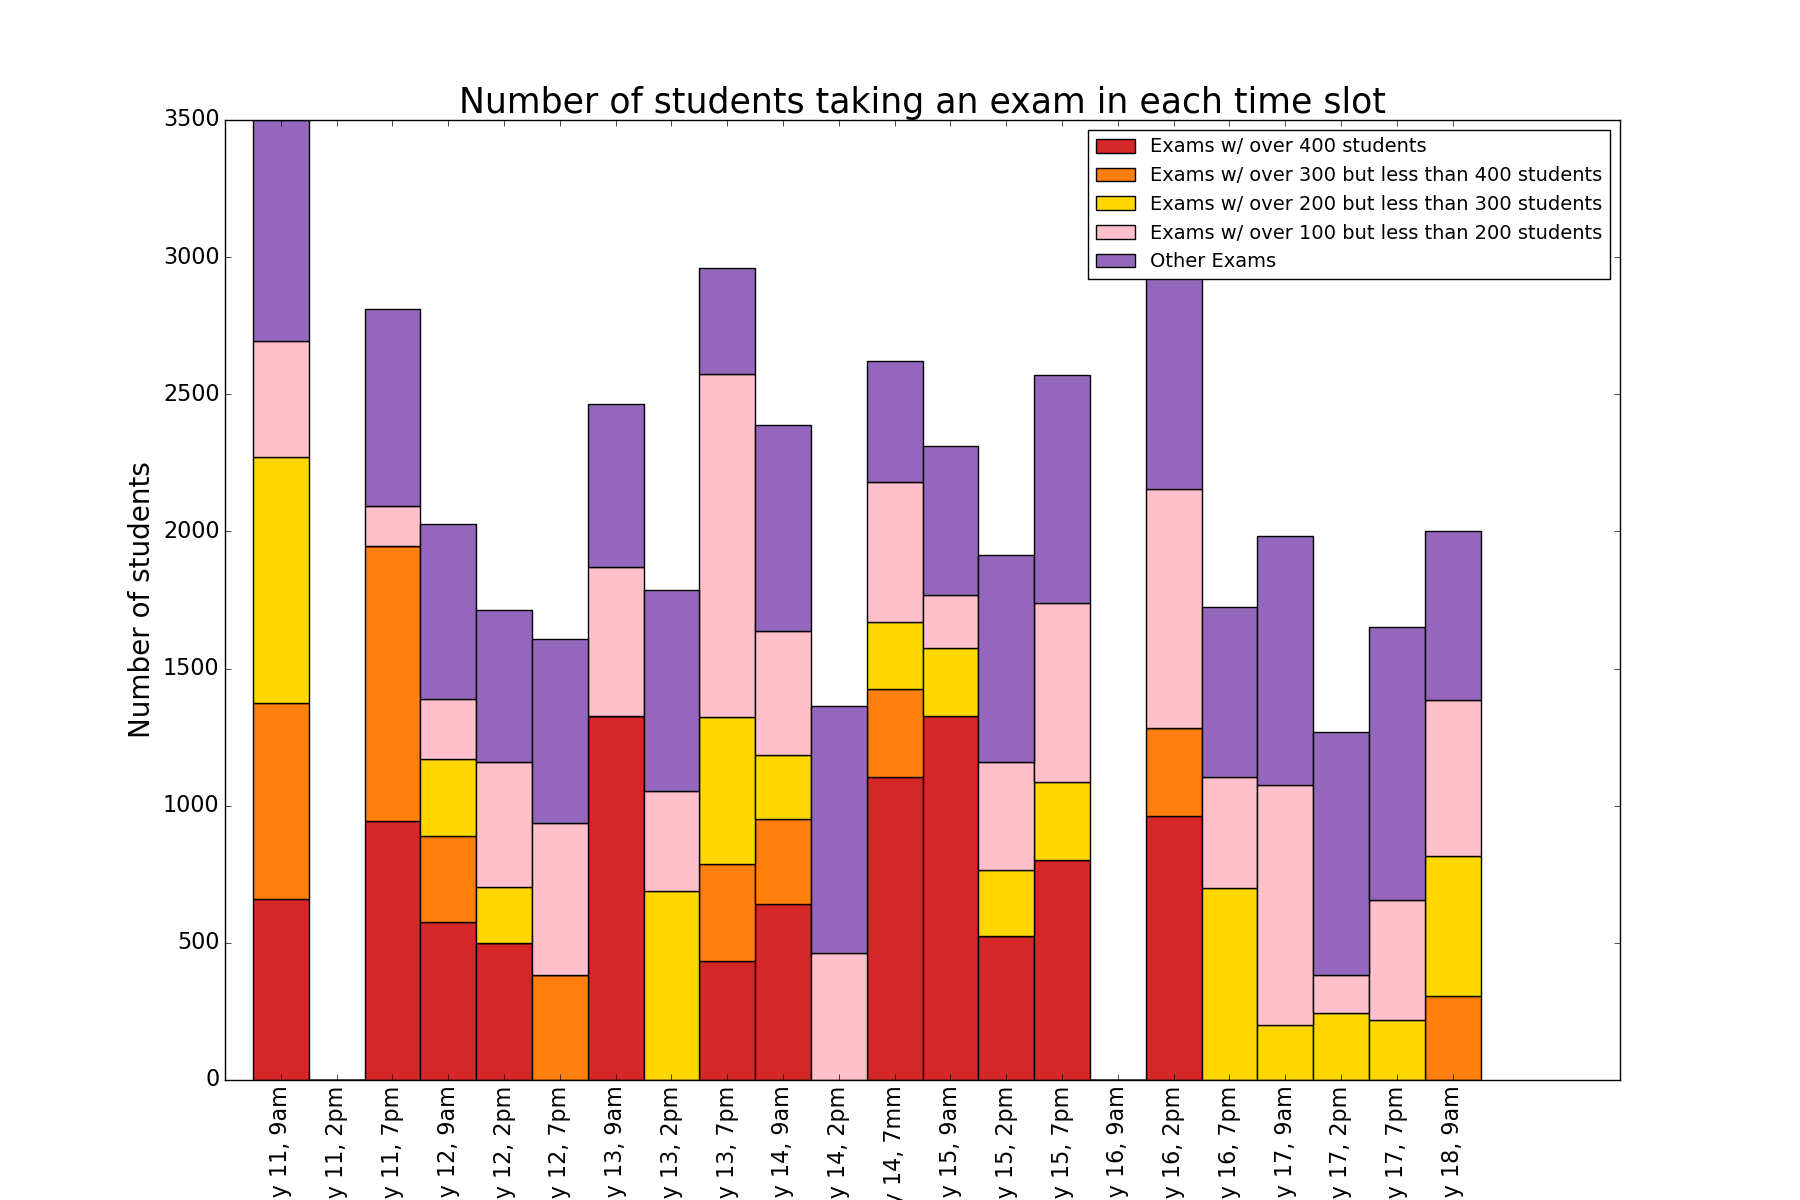 Number of students taking an exam in each time slot
Exams w/ over 400 students
Exams w/ over 300 but less than 400 students
Exams w/ over 200 but less than 300 students
Exams w/ over 100 but less than 200 students
Other Exams
Number of students
3500
3000
2500
2000
1500
1000
500
0
y 11, 9am
y 11, 2pm
y 11, 7pm
y 12, 9am
y 12, 2pm
y 12, 7pm
y 13, 9am
y 13, 2pm
y 13, 7pm
y 14, 9am
y 14, 2pm
y 14, 7mm
y 15, 9am
y 15, 2pm
y 15, 7pm
y 16, 9am
y 16, 2pm
y 16, 7pm
y 17, 9am
y 17, 2pm
y 17, 7pm
y 18, 9am